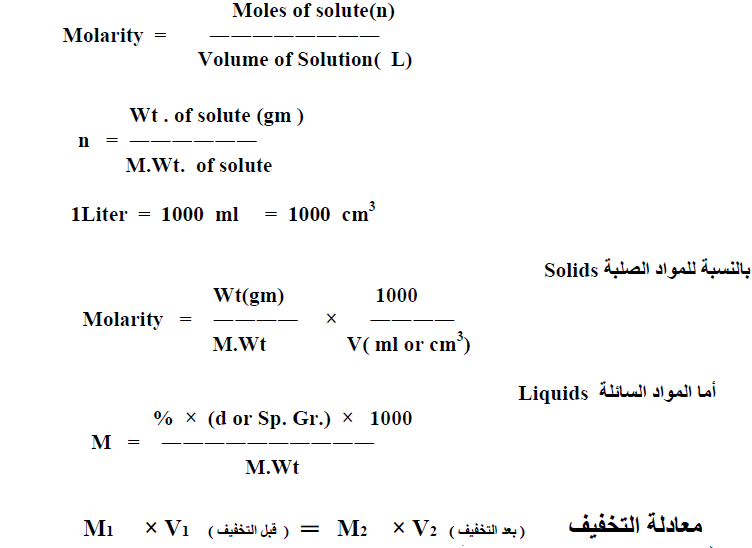 Moles of solute(n)
Molarity = ————————
Volume of Solution( L)
Wt . of solute (gm )
n = ——————
M.Wt. of solute
1Liter = 1000 ml = 1000 cm³
بالنسبة للمواد الصلبة Solids
Wt(gm) 1000
Molarity = ———— × ————
M.Wt V( ml or cm³)
أما المواد السائلة Liquids
% × (d or Sp. Gr.) × 1000
M = ——————————
M.Wt
M1 × V1 ( قبل التخفيف ) = M2 × V2 ( بعد التخفيف ) معادلة التخفيف